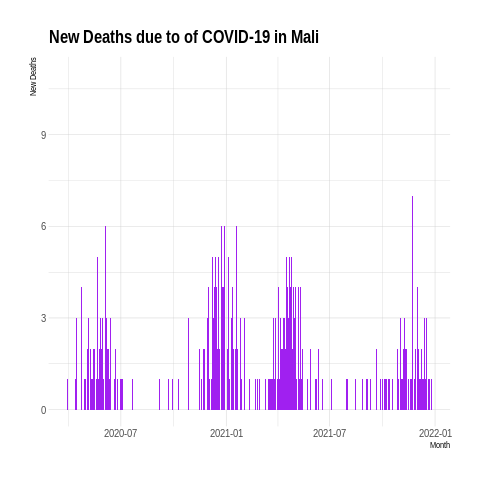 New Deaths due to of COVID-19 in Mali
New Deaths
9
6
3
0
2020-07
2021-01
2021-07
2022-01
Month